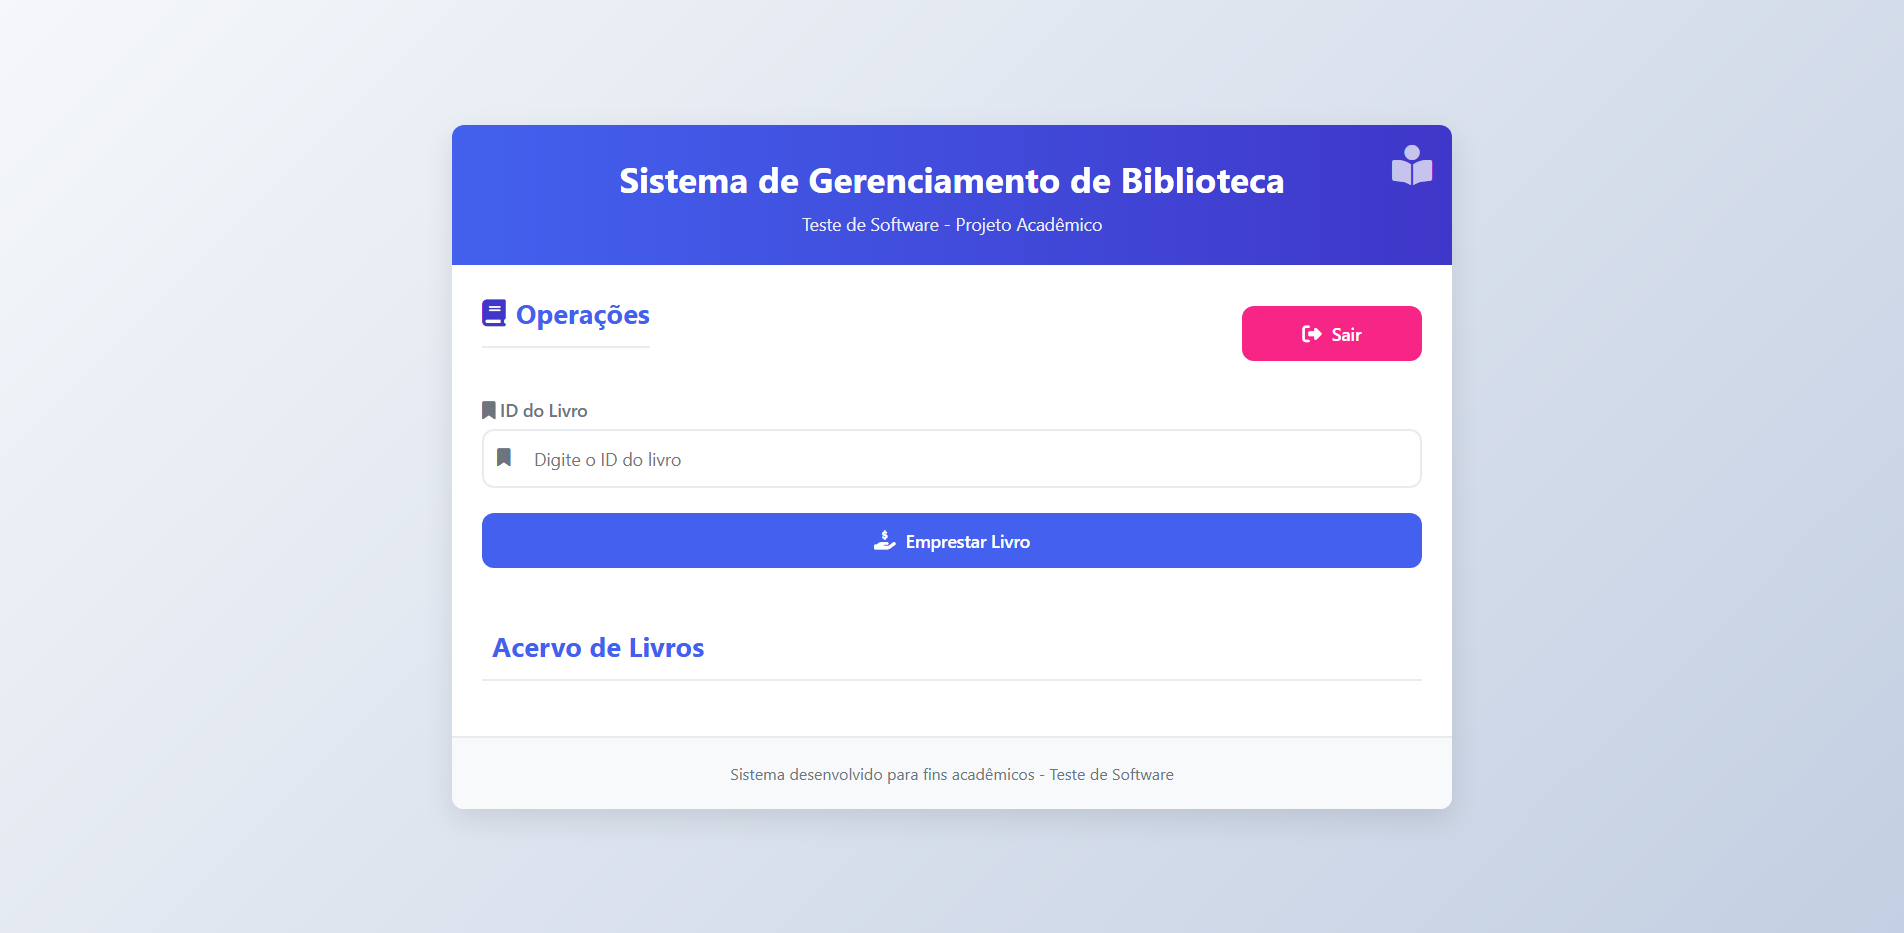 Sistema de Gerenciamento de Biblioteca
Teste de Software - Projeto Acadêmico
Operações
Sair
ID do Livro
Digite o ID do livro
Emprestar Livro
Acervo de Livros
Sistema desenvolvido para fins acadêmicos - Teste de Software